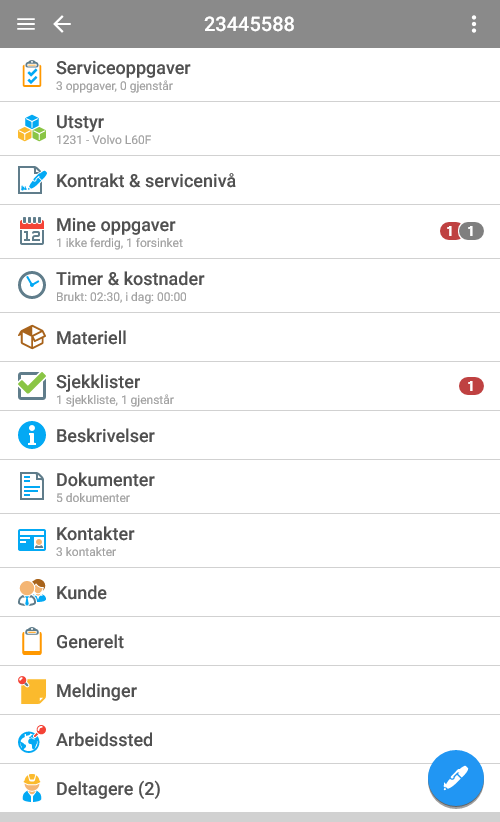 23445588
Serviceoppgaver
3 oppgaver, 0 gjenstår
Utstyr
1231 - Volvo L60F
Kontrakt & servicenivå
12
Mine oppgaver
1 ikke ferdig, 1 forsinket
1 1
Timer & kostnader
Brukt: 02:30, i dag: 00:00
Materiell
Sjekklister
1 sjekkliste, 1 gjenstår
1
Beskrivelser
Dokumenter
5 dokumenter
Kontakter
3 kontakter
Kunde
Generelt
Meldinger
Arbeidssted
Deltagere (2)